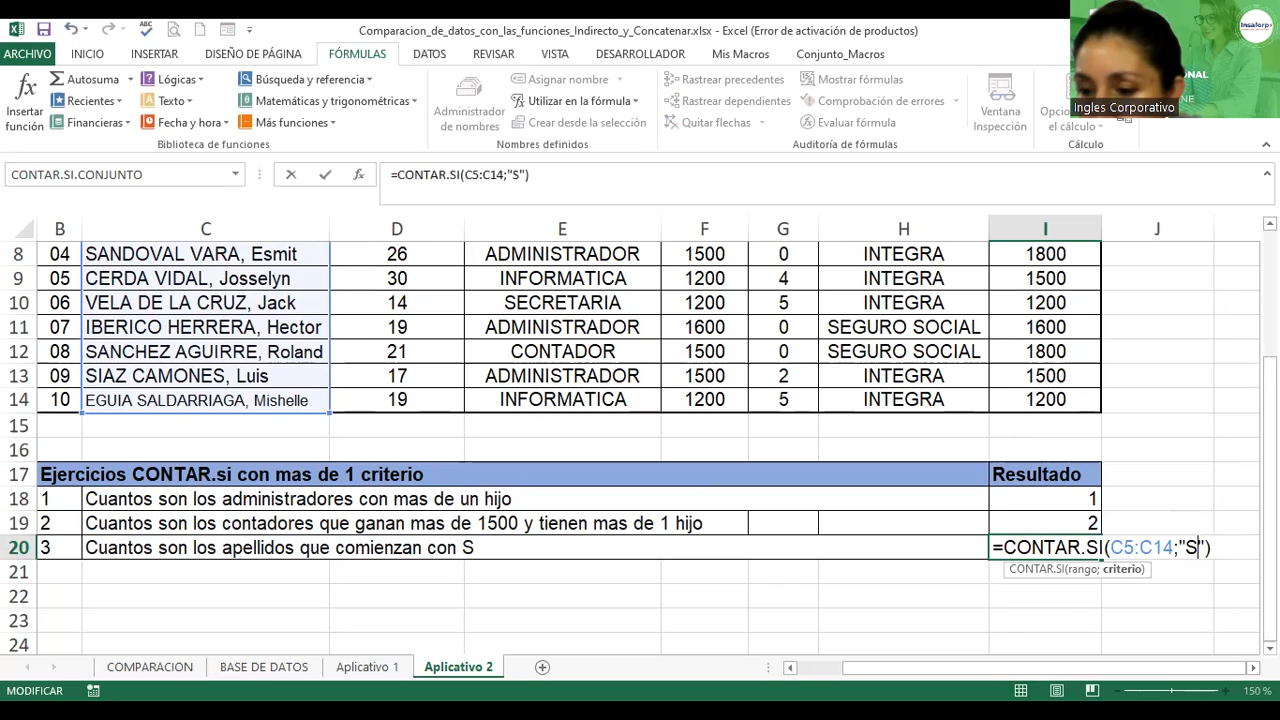 Comparacion_de_datos_con_las_funciones_Indirecto_y_Concatenar.xlsx - Excel (Error de activación de productos)
ARCHIVO INICIO INSERTAR DISEÑO DE PÁGINA FÓRMULAS DATOS REVISAR VISTA DESARROLLADOR Mis Macros Conjunto_Macros
Insertar función
Autosuma
Recientes
Financieras
Lógicas
Texto
Fecha y hora
Búsqueda y referencia
Matemáticas y trigonométricas
Más funciones
Biblioteca de funciones
Administrador de nombres
Asignar nombre
Utilizar en la fórmula
Crear desde la selección
Nombres definidos
Rastrear precedentes
Rastrear dependientes
Quitar flechas
Mostrar fórmulas
Comprobación de errores
Evaluar fórmula
Auditoría de fórmulas
Ventana Inspección
el cálculo
Cálculo
Insaforp
Ingles Corporativo
CONTAR.SI.CONJUNTO
fx
=CONTAR.SI(C5:C14;"S")
B C D E F G H I J
8 04 SANDOVAL VARA, Esmit 26 ADMINISTRADOR 1500 0 INTEGRA 1800
9 05 CERDA VIDAL, Josselyn 30 INFORMATICA 1200 4 INTEGRA 1500
10 06 VELA DE LA CRUZ, Jack 14 SECRETARIA 1200 5 INTEGRA 1200
11 07 IBERICO HERRERA, Hector 19 ADMINISTRADOR 1600 0 SEGURO SOCIAL 1600
12 08 SANCHEZ AGUIRRE, Roland 21 CONTADOR 1500 0 SEGURO SOCIAL 1800
13 09 SIAZ CAMONES, Luis 17 ADMINISTRADOR 1500 2 INTEGRA 1500
14 10 EGUIA SALDARRIAGA, Mishelle 19 INFORMATICA 1200 5 INTEGRA 1200
15
16
17 Ejercicios CONTAR.si con mas de 1 criterio Resultado
18 1 Cuantos son los administradores con mas de un hijo 1
19 2 Cuantos son los contadores que ganan mas de 1500 y tienen mas de 1 hijo 2
20 3 Cuantos son los apellidos que comienzan con S =CONTAR.SI(C5:C14;"S")
21 CONTAR.SI(rango; criterio)
22
23
24
COMPARACION BASE DE DATOS Aplicativo 1 Aplicativo 2
MODIFICAR 150 %